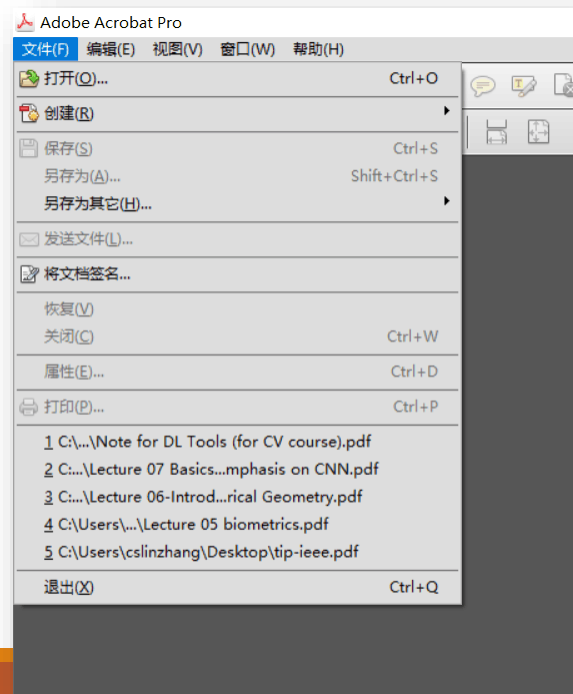 Adobe Acrobat Pro
文件(F) 编辑(E) 视图(V) 窗口(W) 帮助(H)
打开(O)... Ctrl+O
创建(R)
保存(S) Ctrl+S
另存为(A)... Shift+Ctrl+S
另存为其它(H)...
发送文件(L)...
将文档签名...
恢复(V)
关闭(C) Ctrl+W
属性(E)... Ctrl+D
打印(P)... Ctrl+P
1 C:\...\Note for DL Tools (for CV course).pdf
2 C:...\Lecture 07 Basics...mphasis on CNN.pdf
3 C:...\Lecture 06-Introd...rical Geometry.pdf
4 C:\Users\...\Lecture 05 biometrics.pdf
5 C:\Users\cslinzhang\Desktop\tip-ieee.pdf
退出(X) Ctrl+Q